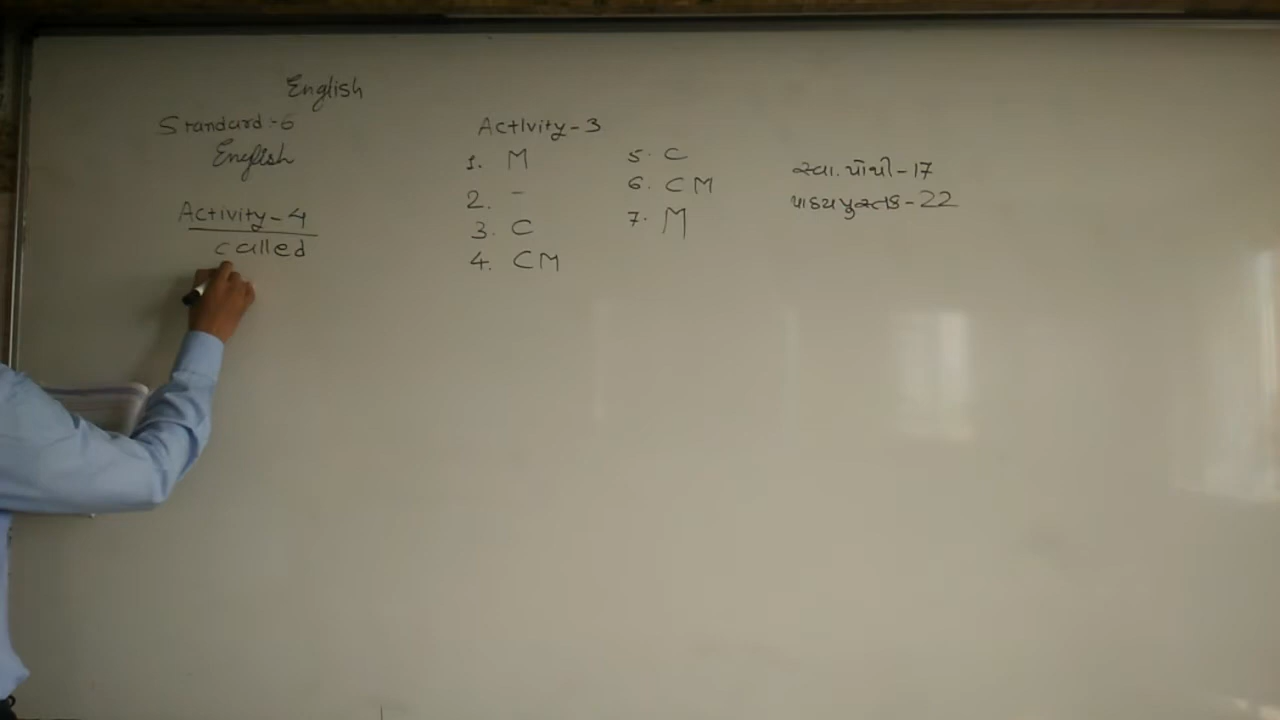 English
Standard:-6
English
Activity-4
called
Activity-3
1. M
2. -
3. C
4. CM
5. C
6. CM
7. M
સ્વા. પોથી-17
પાઠયપુસ્તક-22